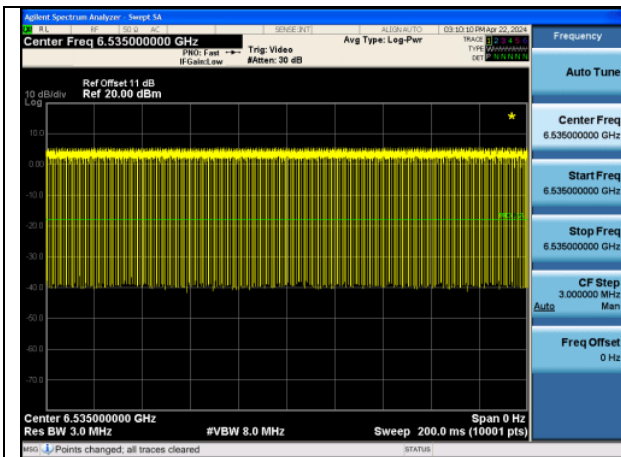 Agilent Spectrum Analyzer - Swept SA
RL RF 50 Ω AC SENSE:INT ALIGN AUTO 03:10:10 PM Apr 22, 2024
Center Freq 6.535000000 GHz
PNO: Fast
IFGain:Low
Trig: Video
#Atten: 30 dB
Avg Type: Log-Pwr
TRACE 1 2 3 4 5 6
TYPE
DET P N N N N N
Ref Offset 11 dB
10 dB/div Ref 20.00 dBm
Log
10.0
0.00
-10.0
-20.0
-30.0
-40.0
-50.0
-60.0
-70.0
Center 6.535000000 GHz Span 0 Hz
Res BW 3.0 MHz #VBW 8.0 MHz Sweep 200.0 ms (10001 pts)
MSG Points changed; all traces cleared STATUS
Frequency
Auto Tune
Center Freq
6.535000000 GHz
Start Freq
6.535000000 GHz
Stop Freq
6.535000000 GHz
CF Step
3.000000 MHz
Auto Man
Freq Offset
0 Hz